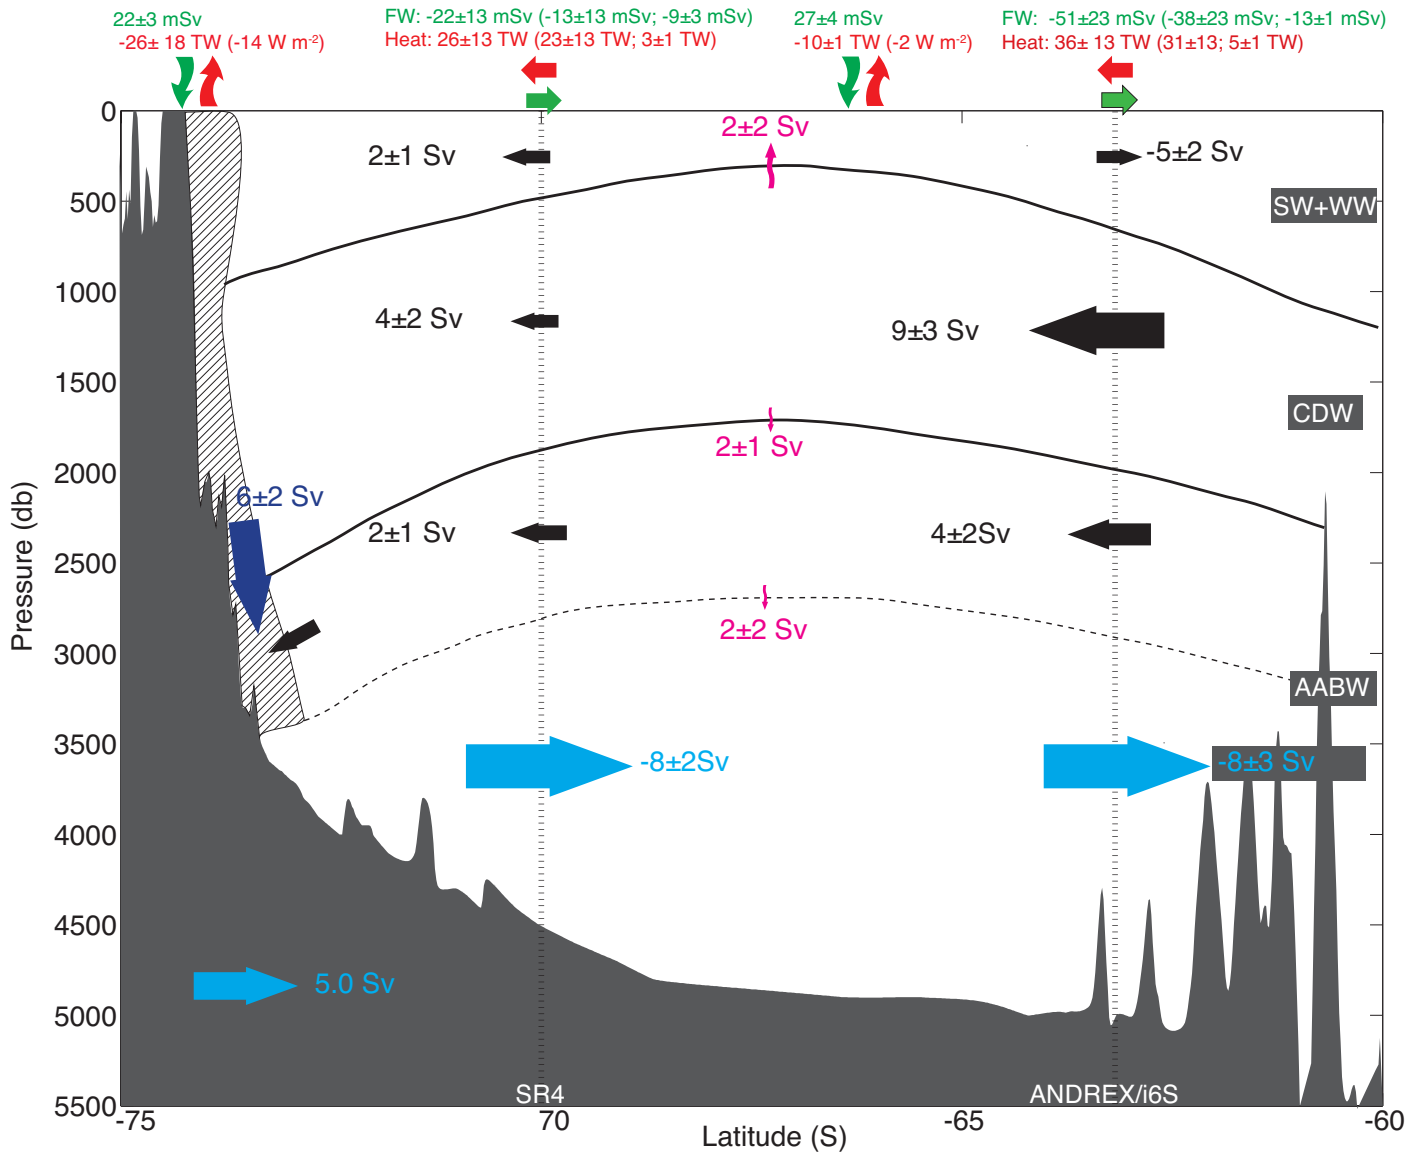 22±3 mSv
-26± 18 TW (-14 W m-2)
FW: -22±13 mSv (-13±13 mSv; -9±3 mSv)
Heat: 26±13 TW (23±13 TW; 3±1 TW)
27±4 mSv
-10±1 TW (-2 W m-2)
FW: -51±23 mSv (-38±23 mSv; -13±1 mSv)
Heat: 36± 13 TW (31±13; 5±1 TW)
0
500
1000
1500
2000
2500
3000
3500
4000
4500
5000
5500
Pressure (db)
2±1 Sv
2±2 Sv
-5±2 Sv
SW+WW
4±2 Sv
9±3 Sv
CDW
2±1 Sv
6±2 Sv
2±1 Sv
4±2Sv
2±2 Sv
AABW
-8±2Sv
-8±3 Sv
5.0 Sv
SR4
ANDREX/i6S
-75
70
-65
-60
Latitude (S)